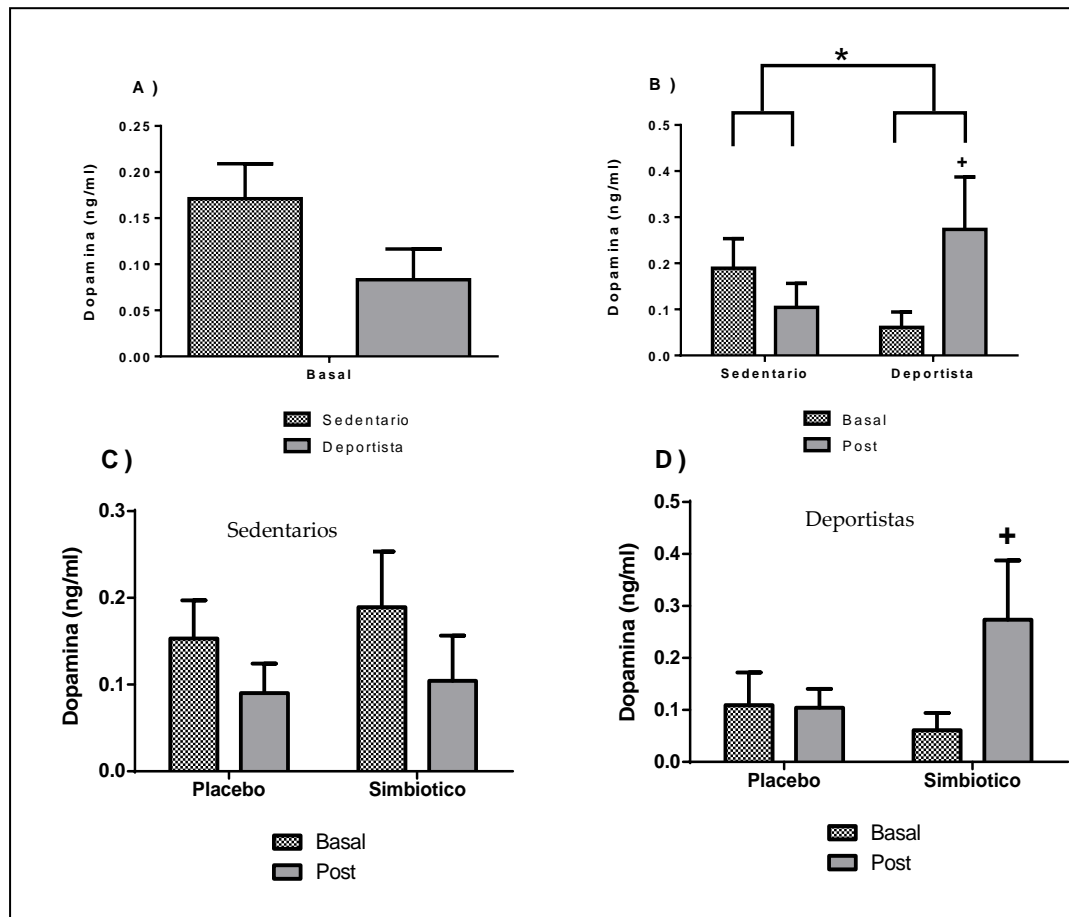 A)
Dopamina (ng/ml)
0.25
0.20
0.15
0.10
0.05
0.00
Basal
Sedentario
Deportista
B)
*
+
Dopamina (ng/ml)
0.5
0.4
0.3
0.2
0.1
0.0
Sedentario Deportista
Basal
Post
C)
Sedentarios
Dopamina (ng/ml)
0.3
0.2
0.1
0.0
Placebo Simbiotico
Basal
Post
D)
Deportistas
+
Dopamina (ng/ml)
0.5
0.4
0.3
0.2
0.1
0.0
Placebo Simbiotico
Basal
Post